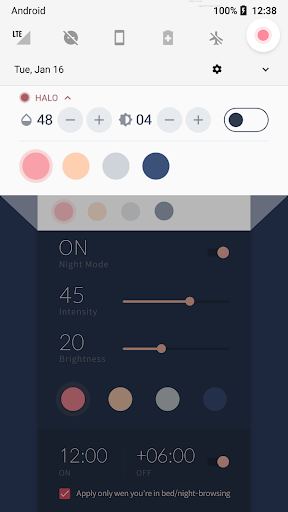 Android 100% 12:38
LTE
Tue, Jan 16
HALO
48 04
ON
Night Mode
45
Intensity
20
Brightness
12:00 +06:00
ON OFF
Apply only wen you're in bed/night-browsing